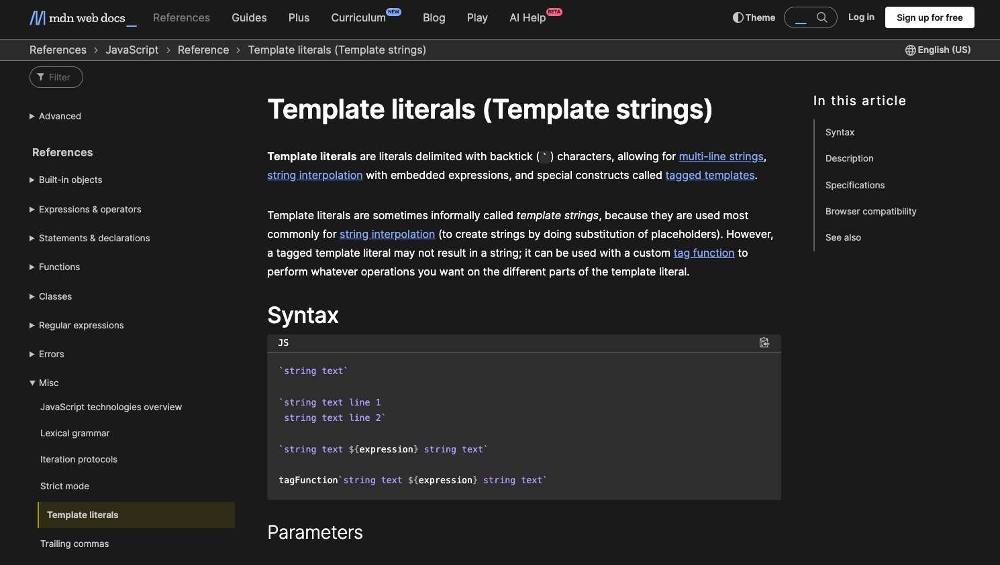 mdn web docs_
References
Guides
Plus
Curriculum NEW
Blog
Play
AI Help BETA
Theme
_
Log in
Sign up for free
References > JavaScript > Reference > Template literals (Template strings)
English (US)
Filter
Advanced
References
Built-in objects
Expressions & operators
Statements & declarations
Functions
Classes
Regular expressions
Errors
Misc
JavaScript technologies overview
Lexical grammar
Iteration protocols
Strict mode
Template literals
Trailing commas
Template literals (Template strings)
Template literals are literals delimited with backtick (`) characters, allowing for multi-line strings,
string interpolation with embedded expressions, and special constructs called tagged templates.
Template literals are sometimes informally called template strings, because they are used most
commonly for string interpolation (to create strings by doing substitution of placeholders). However,
a tagged template literal may not result in a string; it can be used with a custom tag function to
perform whatever operations you want on the different parts of the template literal.
Syntax
JS
`string text`
`string text line 1
 string text line 2`
`string text ${expression} string text`
tagFunction`string text ${expression} string text`
Parameters
In this article
Syntax
Description
Specifications
Browser compatibility
See also